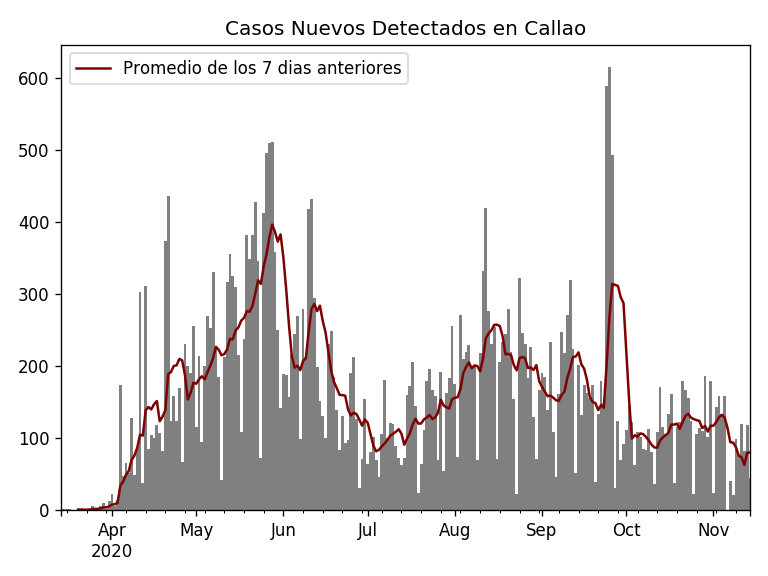 Casos Nuevos Detectados en Callao
Promedio de los 7 dias anteriores
600
500
400
300
200
100
0
Apr May Jun Jul Aug Sep Oct Nov
2020